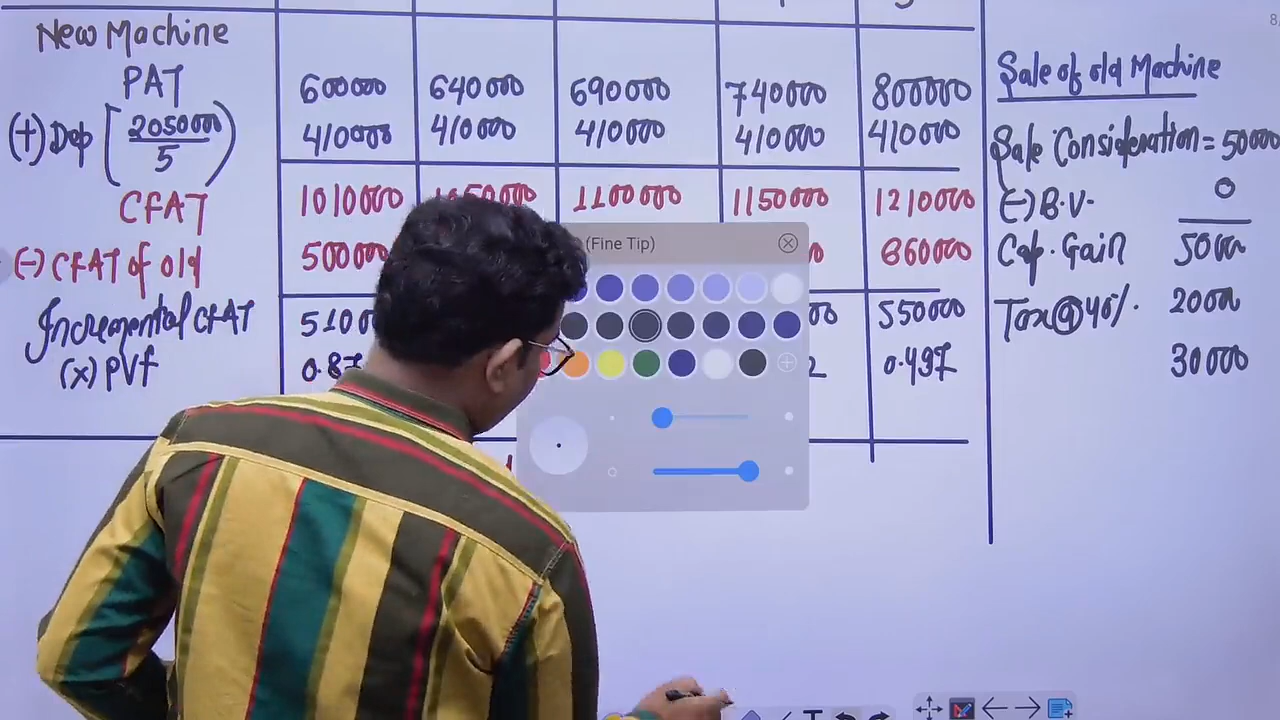 New Machine
PAT 600000 640000 690000 740000 800000
(+) Dep [2050000/5] 410000 410000 410000 410000 410000
CFAT 1010000 1100000 1150000 1210000
(-) CFAT of old 500000 660000
Incremental CFAT 550000
(x) PVf 0.497
Sale of old Machine
Sale Consideration = 50000
(-) B.V. 0
Cap. Gain 50000
Tax@40%. 20000
30000
(Fine Tip)